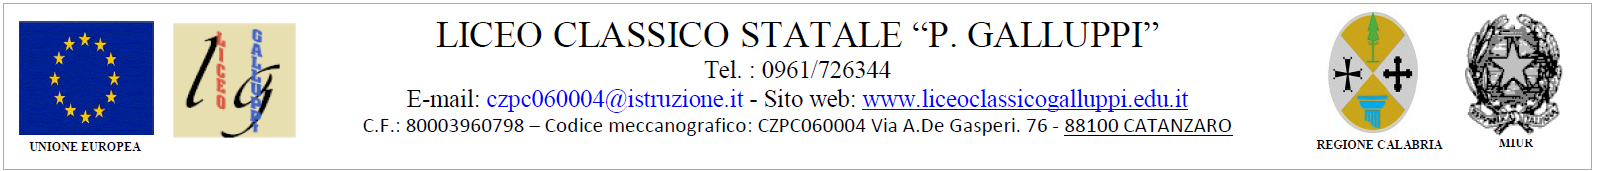 LICEO CLASSICO STATALE “P. GALLUPPI”
Tel. : 0961/726344
E-mail: czpc060004@istruzione.it - Sito web: www.liceoclassicogalluppi.edu.it
C.F.: 80003960798 – Codice meccanografico: CZPC060004 Via A.De Gasperi. 76 - 88100 CATANZARO
UNIONE EUROPEA
LICEO
GALLUPPI
lg
REGIONE CALABRIA
MIUR